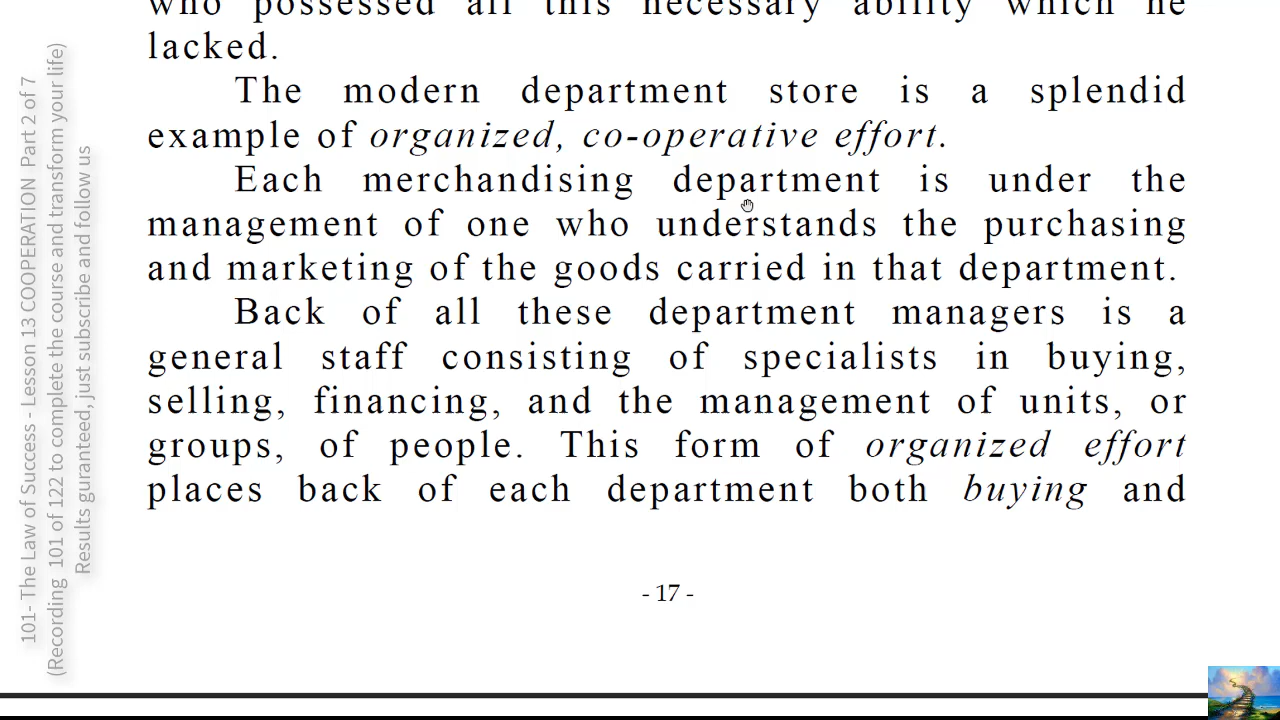 who possessed all this necessary ability which he
lacked.
The modern department store is a splendid
example of organized, co-operative effort.
Each merchandising department is under the
management of one who understands the purchasing
and marketing of the goods carried in that department.
Back of all these department managers is a
general staff consisting of specialists in buying,
selling, financing, and the management of units, or
groups, of people. This form of organized effort
places back of each department both buying and
- 17 -
101- The Law of Success - Lesson 13 COOPERATION Part 2 of 7
(Recording 101 of 122 to complete the course and transform your life)
Results guranteed, just subscribe and follow us